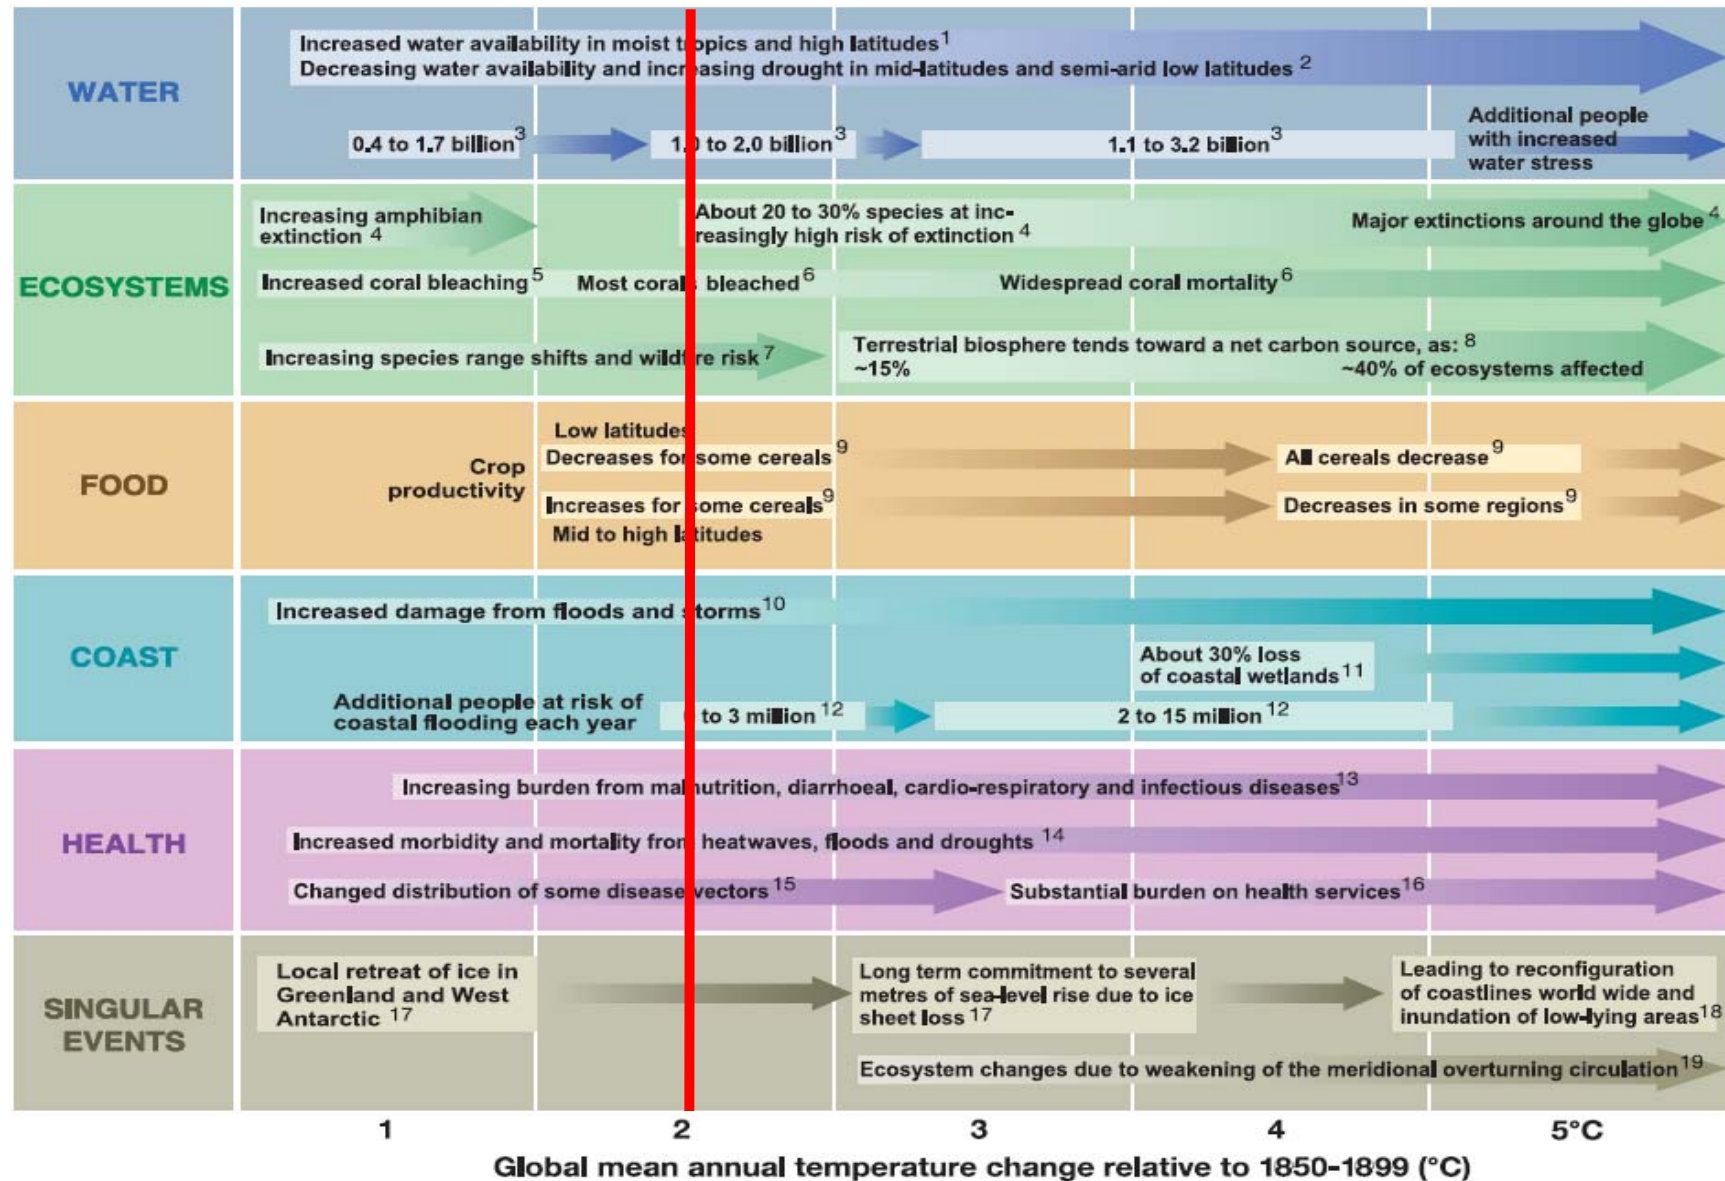 WATER
Increased water availability in moist tropics and high latitudes 1
Decreasing water availability and increasing drought in mid-latitudes and semi-arid low latitudes 2
0.4 to 1.7 billion 3
1.0 to 2.0 billion 3
1.1 to 3.2 billion 3
Additional people
with increased
water stress
ECOSYSTEMS
Increasing amphibian
extinction 4
About 20 to 30% species at inc-
reasingly high risk of extinction 4
Major extinctions around the globe 4
Increased coral bleaching 5
Most corals bleached 6
Widespread coral mortality 6
Increasing species range shifts and wildfire risk 7
Terrestrial biosphere tends toward a net carbon source, as: 8
~15%
~40% of ecosystems affected
FOOD
Crop
productivity
Low latitudes
Decreases for some cereals 9
All cereals decrease 9
Increases for some cereals 9
Mid to high latitudes
Decreases in some regions 9
COAST
Increased damage from floods and storms 10
About 30% loss
of coastal wetlands 11
Additional people at risk of
coastal flooding each year
to 3 million 12
2 to 15 million 12
HEALTH
Increasing burden from malnutrition, diarrhoeal, cardio-respiratory and infectious diseases 13
Increased morbidity and mortality from heatwaves, floods and droughts 14
Changed distribution of some disease vectors 15
Substantial burden on health services 16
SINGULAR
EVENTS
Local retreat of ice in
Greenland and West
Antarctic 17
Long term commitment to several
metres of sea-level rise due to ice
sheet loss 17
Leading to reconfiguration
of coastlines world wide and
inundation of low-lying areas 18
Ecosystem changes due to weakening of the meridional overturning circulation 19
1
2
3
4
5°C
Global mean annual temperature change relative to 1850-1899 (°C)